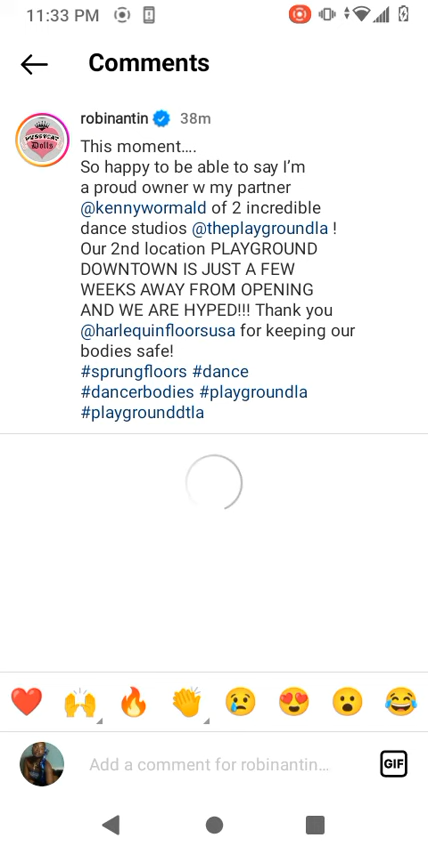 11:33 PM
Comments
robinantin 38m
PUSSYCAT
Dolls
This moment....
So happy to be able to say I'm
a proud owner w my partner
@kennywormald of 2 incredible
dance studios @theplaygroundla !
Our 2nd location PLAYGROUND
DOWNTOWN IS JUST A FEW
WEEKS AWAY FROM OPENING
AND WE ARE HYPED!!! Thank you
@harlequinfloorsusa for keeping our
bodies safe!
#sprungfloors #dance
#dancerbodies #playgroundla
#playgrounddtla
Add a comment for robinantin...
GIF